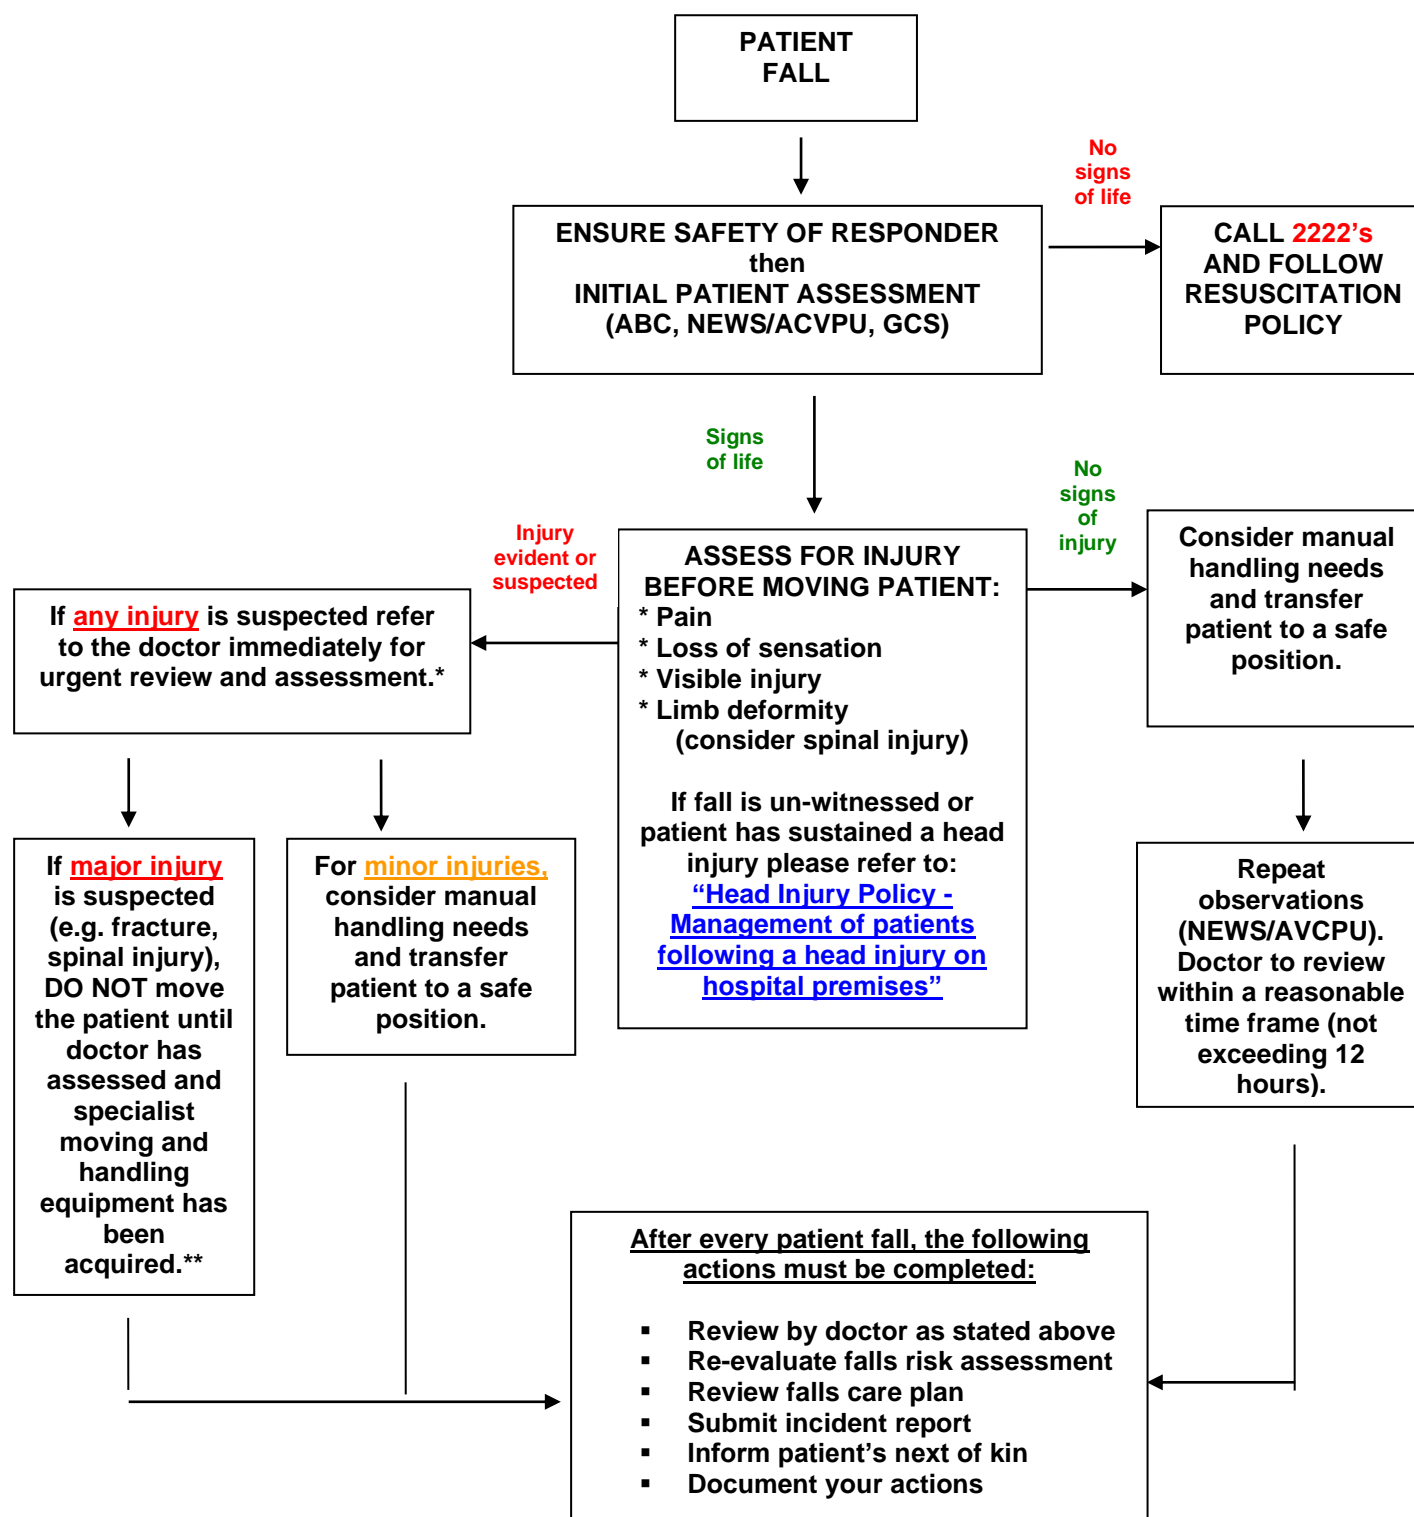 PATIENT
FALL
No
signs
of life
ENSURE SAFETY OF RESPONDER
then
INITIAL PATIENT ASSESSMENT
(ABC, NEWS/ACVPU, GCS)
CALL 2222’s
AND FOLLOW
RESUSCITATION
POLICY
Signs
of life
No
signs
of
injury
Injury
evident or
suspected
ASSESS FOR INJURY
BEFORE MOVING PATIENT:
* Pain
* Loss of sensation
* Visible injury
* Limb deformity
(consider spinal injury)
If fall is un-witnessed or
patient has sustained a head
injury please refer to:
“Head Injury Policy -
Management of patients
following a head injury on
hospital premises”
Consider manual
handling needs
and transfer
patient to a safe
position.
If any injury is suspected refer
to the doctor immediately for
urgent review and assessment.*
If major injury
is suspected
(e.g. fracture,
spinal injury),
DO NOT move
the patient until
doctor has
assessed and
specialist
moving and
handling
equipment has
been
acquired.**
For minor injuries,
consider manual
handling needs
and transfer
patient to a safe
position.
Repeat
observations
(NEWS/AVCPU).
Doctor to review
within a reasonable
time frame (not
exceeding 12
hours).
After every patient fall, the following
actions must be completed:
▪ Review by doctor as stated above
▪ Re-evaluate falls risk assessment
▪ Review falls care plan
▪ Submit incident report
▪ Inform patient’s next of kin
▪ Document your actions